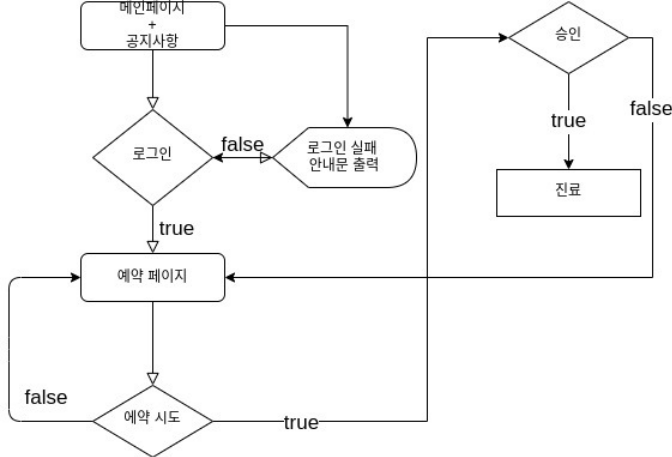 메인페이지
+
공지사항
승인
false
true
로그인
false
로그인 실패
안내문 출력
진료
true
예약 페이지
false
에약 시도
true